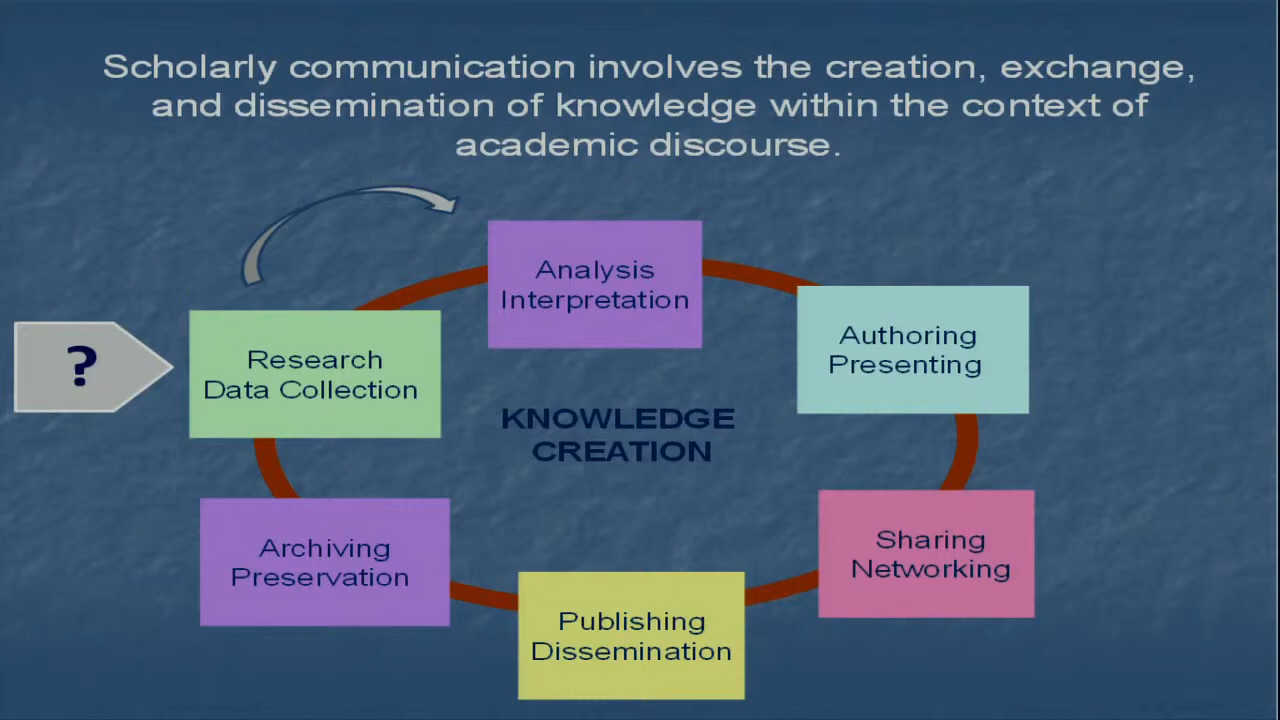 Scholarly communication involves the creation, exchange,
and dissemination of knowledge within the context of
academic discourse.
Analysis
Interpretation
Authoring
Presenting
?
Research
Data Collection
KNOWLEDGE
CREATION
Sharing
Networking
Archiving
Preservation
Publishing
Dissemination